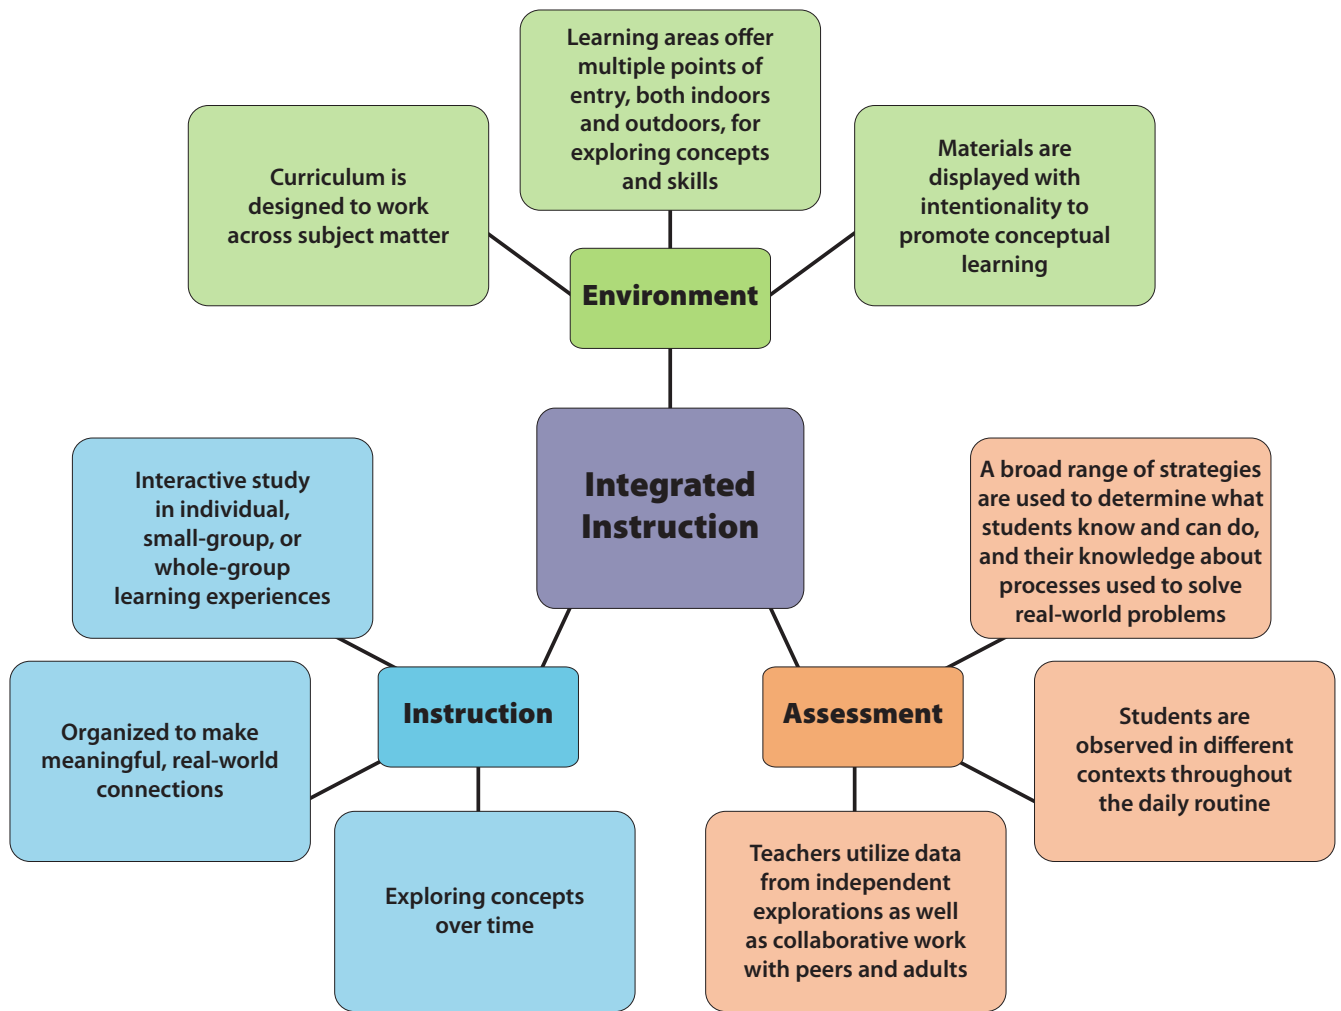 Learning areas offer
multiple points of
entry, both indoors
and outdoors, for
exploring concepts
and skills
Curriculum is
designed to work
across subject matter
Materials are
displayed with
intentionality to
promote conceptual
learning
Environment
Integrated
Instruction
Interactive study
in individual,
small-group, or
whole-group
learning experiences
A broad range of strategies
are used to determine what
students know and can do,
and their knowledge about
processes used to solve
real-world problems
Instruction
Assessment
Organized to make
meaningful, real-world
connections
Students are
observed in different
contexts throughout
the daily routine
Exploring concepts
over time
Teachers utilize data
from independent
explorations as well
as collaborative work
with peers and adults